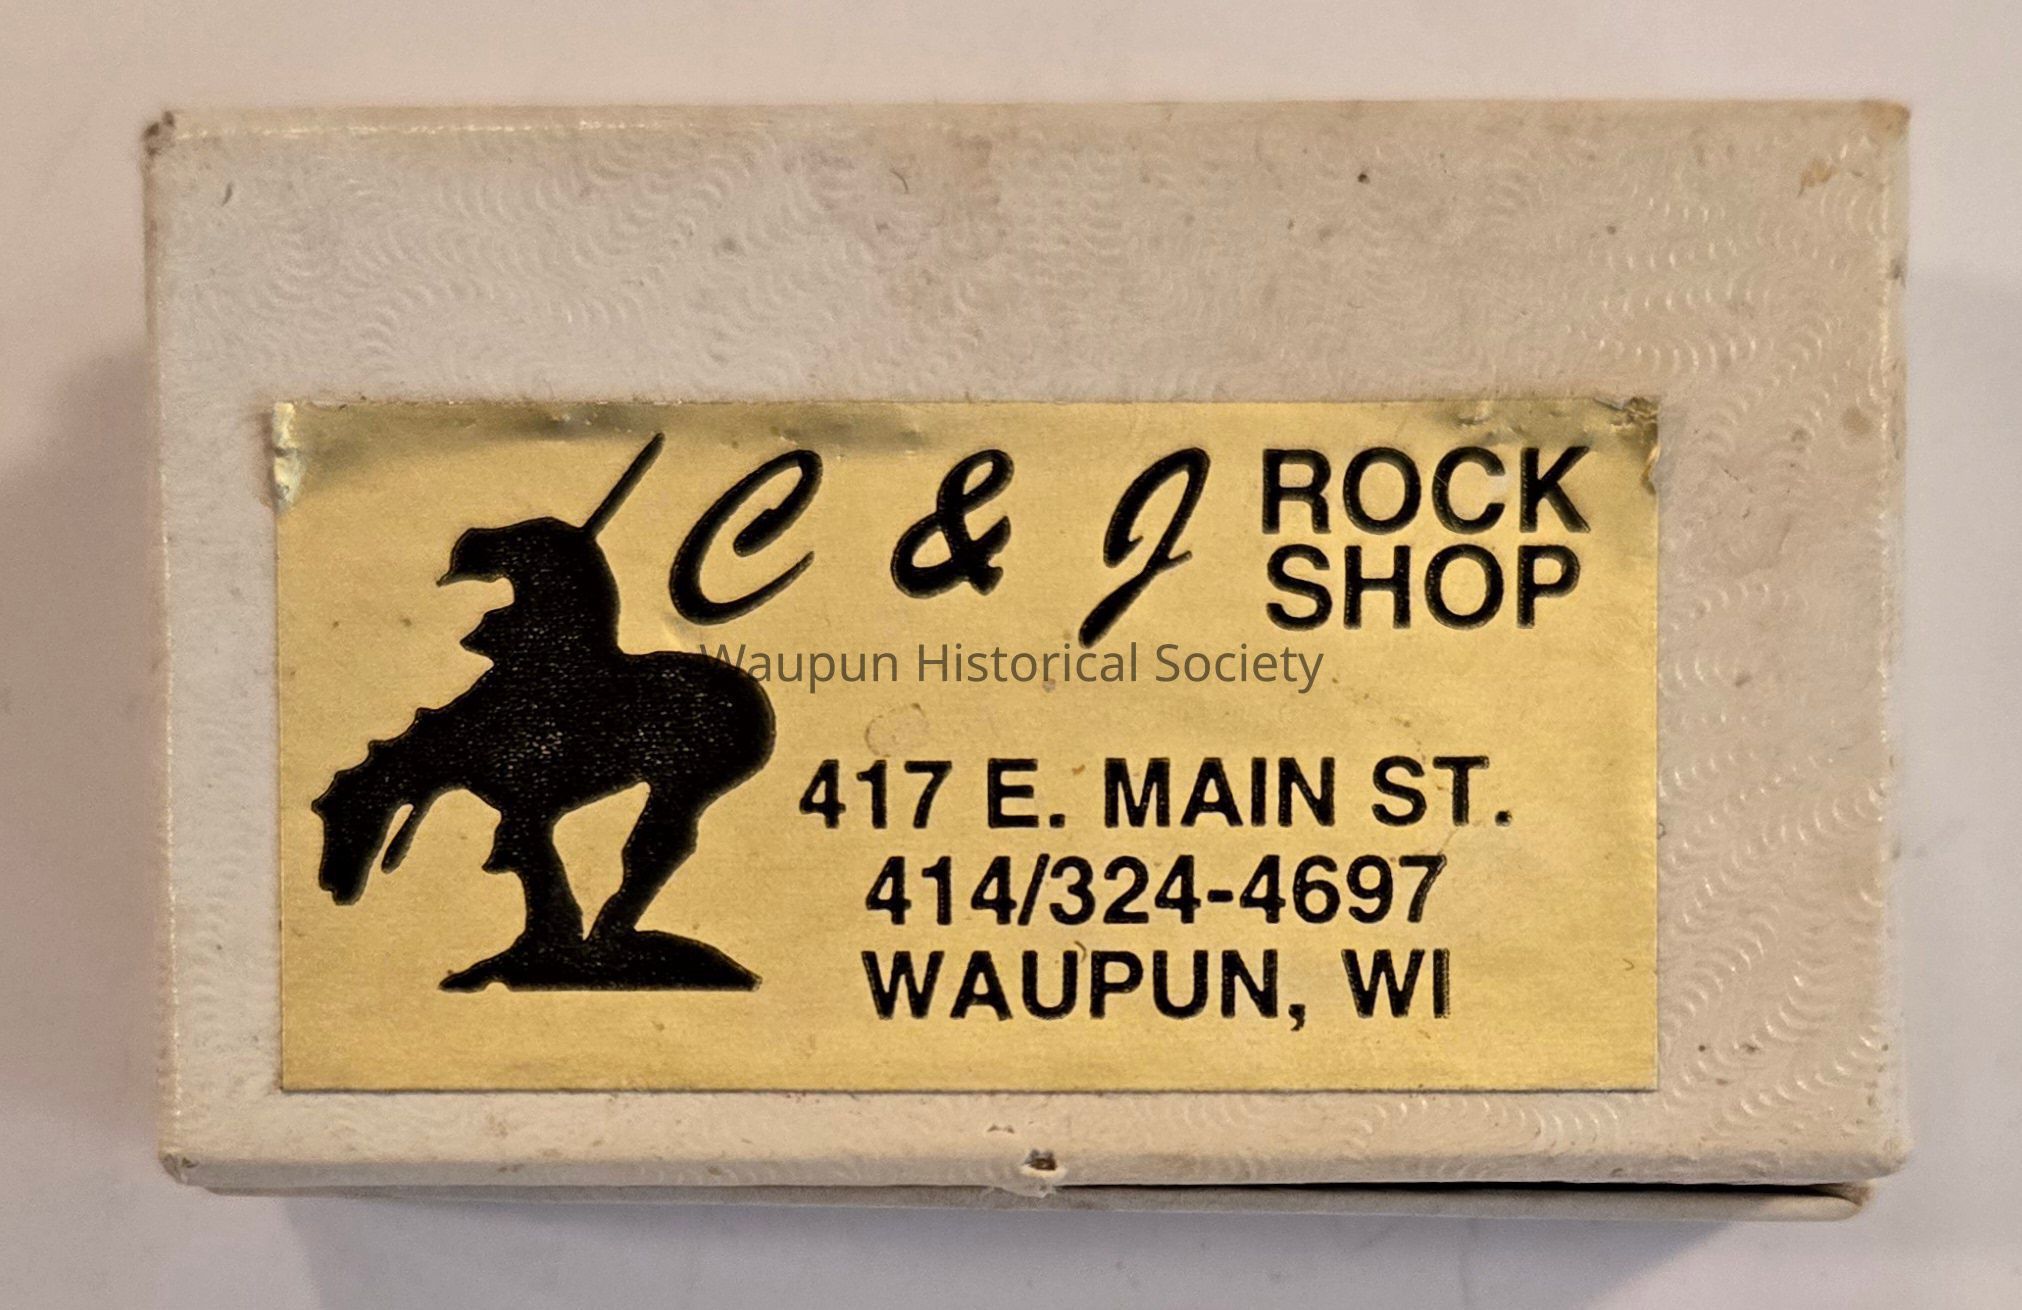 C & J ROCK
SHOP
Waupun Historical Society
417 E. MAIN ST.
414/324-4697
WAUPUN, WI